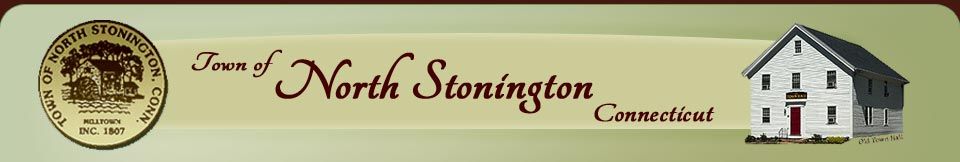 TOWN OF NORTH STONINGTON, CONN.
MILLTOWN
INC. 1807
Town of
North Stonington
Connecticut
Old Town Hall